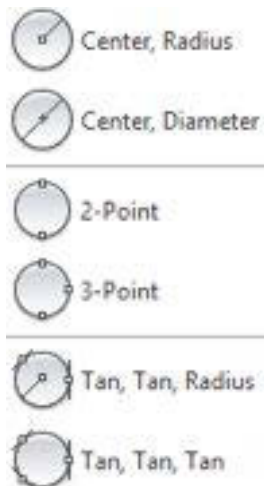 Center, Radius
Center, Diameter
2-Point
3-Point
Tan, Tan, Radius
Tan, Tan, Tan